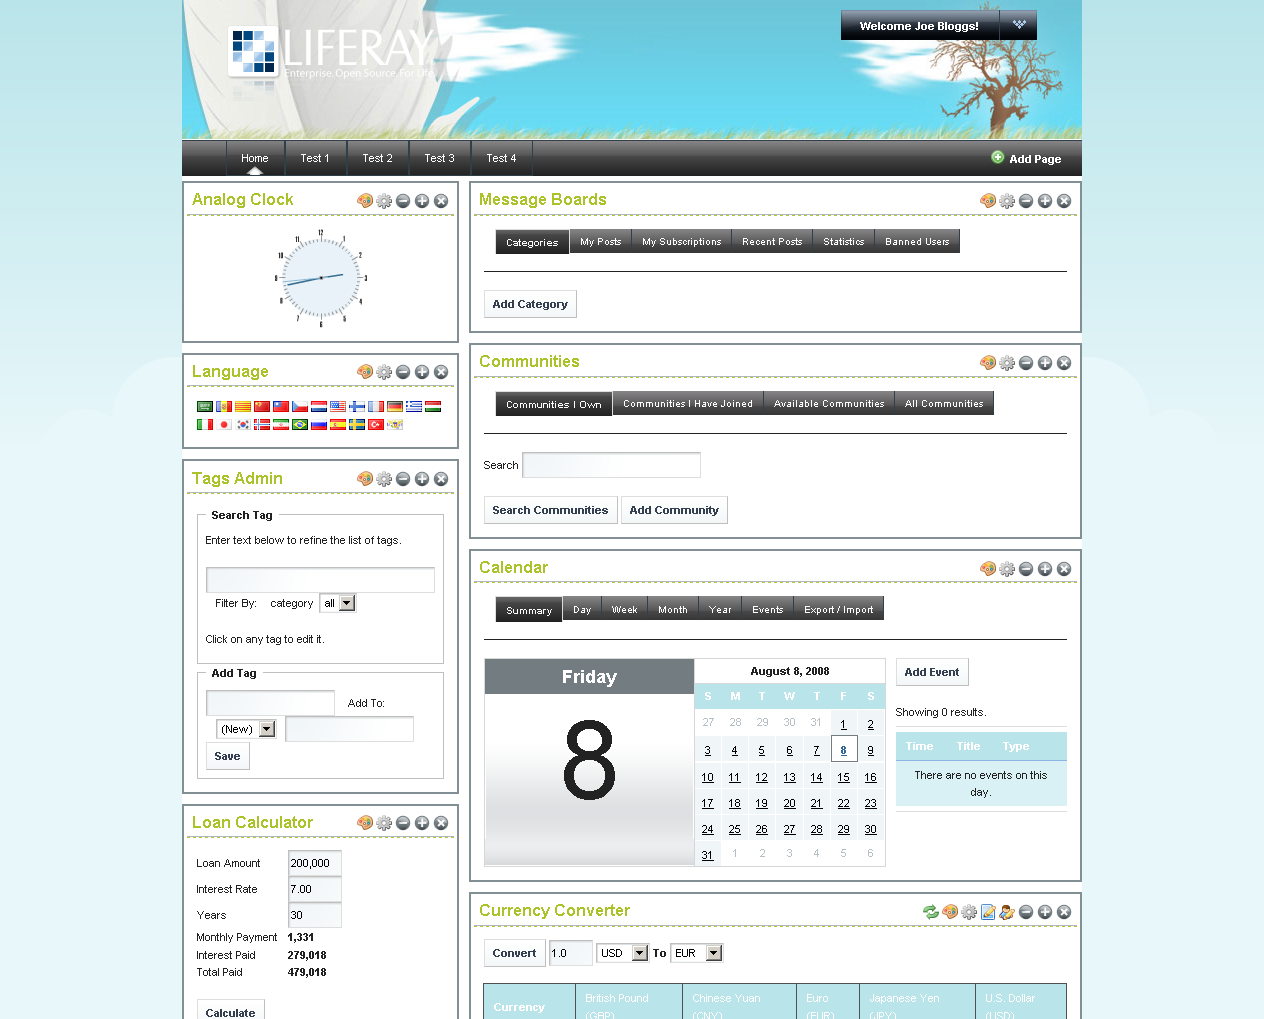 LIFERAY
Enterprise. Open Source. For Life.
Welcome Joe Bloggs!
Home Test 1 Test 2 Test 3 Test 4 Add Page
Analog Clock
12 1 2 3 4 5 6 7 8 9 10 11
Language
Tags Admin
Search Tag
Enter text below to refine the list of tags.
Filter By: category all
Click on any tag to edit it.
Add Tag
Add To:
(New)
Save
Loan Calculator
Loan Amount 200,000
Interest Rate 7.00
Years 30
Monthly Payment 1,331
Interest Paid 279,018
Total Paid 479,018
Calculate
Message Boards
Categories My Posts My Subscriptions Recent Posts Statistics Banned Users
Add Category
Communities
Communities I Own Communities I Have Joined Available Communities All Communities
Search
Search Communities Add Community
Calendar
Summary Day Week Month Year Events Export / Import
Friday
8
August 8, 2008
S M T W T F S
27 28 29 30 31 1 2
3 4 5 6 7 8 9
10 11 12 13 14 15 16
17 18 19 20 21 22 23
24 25 26 27 28 29 30
31 1 2 3 4 5 6
Add Event
Showing 0 results.
Time Title Type
There are no events on this
day.
Currency Converter
Convert 1.0 USD To EUR
Currency British Pound Chinese Yuan Euro Japanese Yen U.S. Dollar
(GBP) (CNY) (EUR) (JPY) (USD)